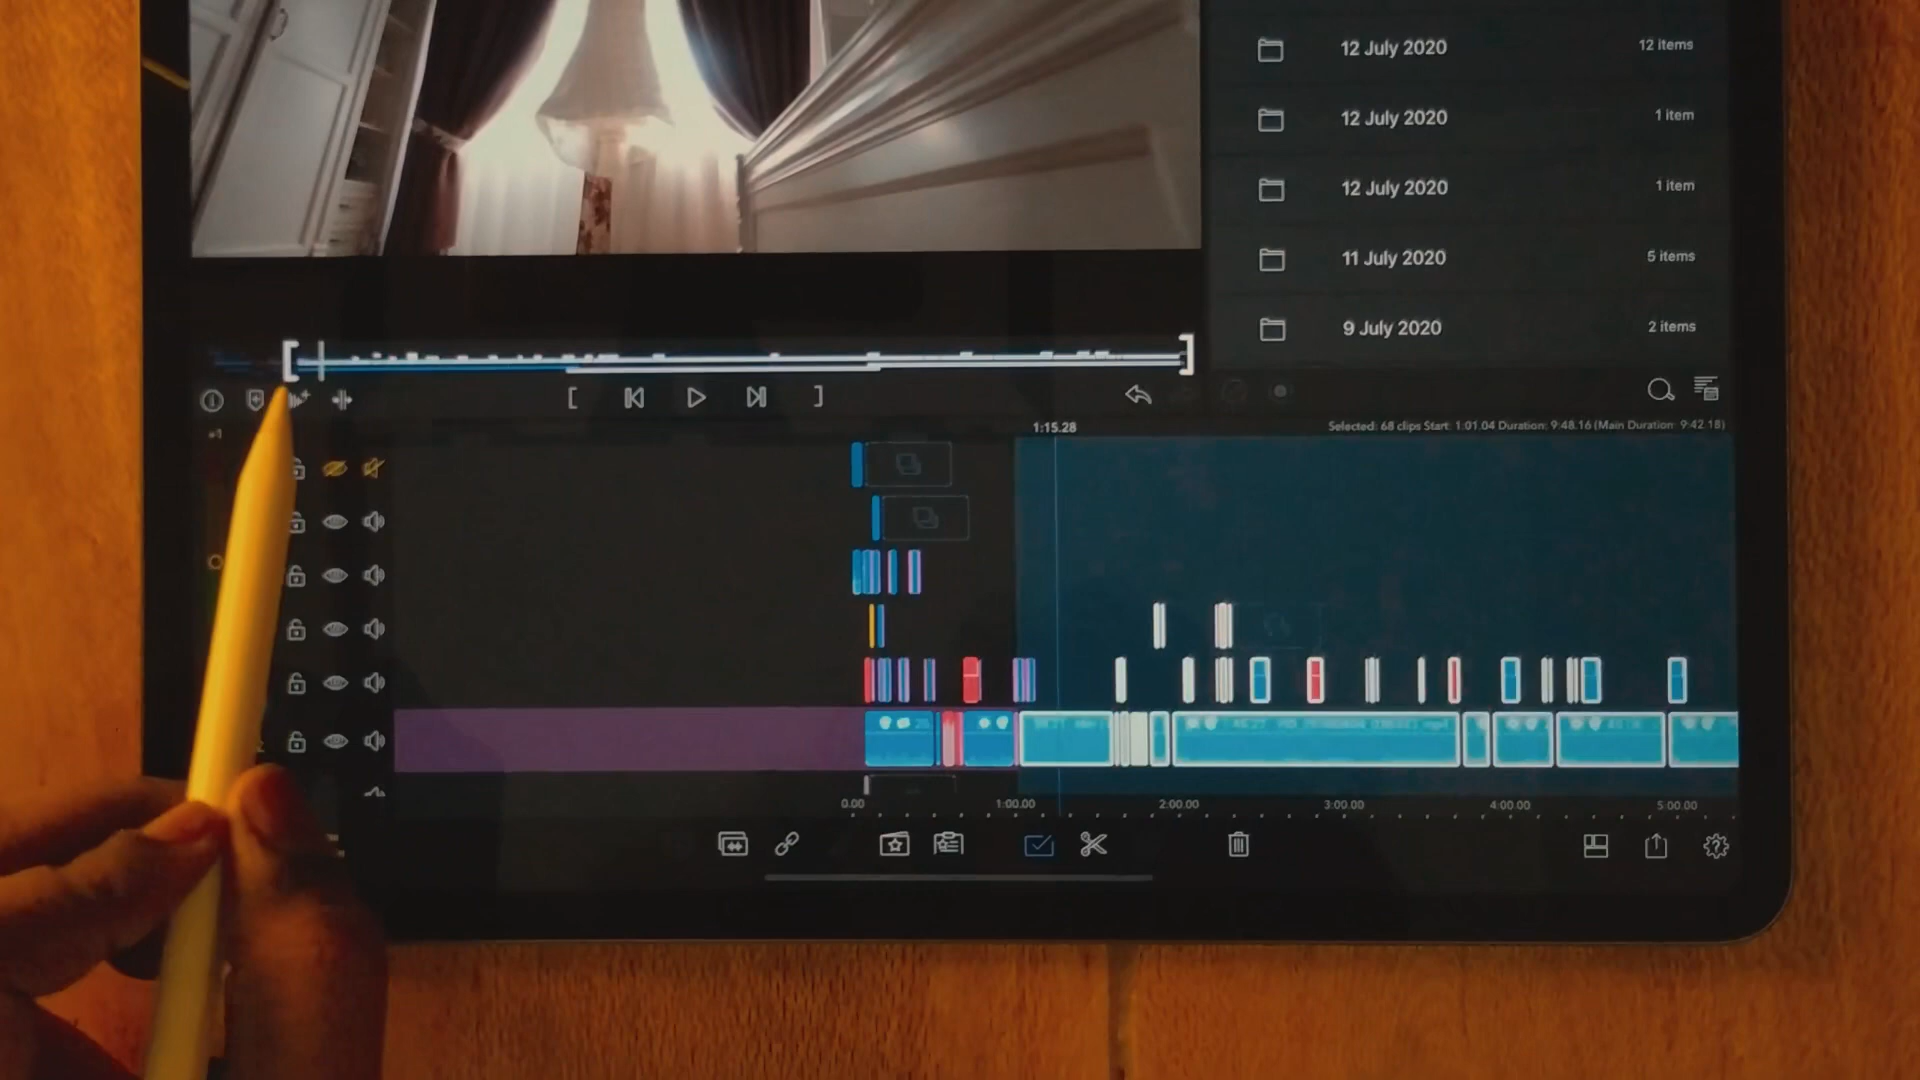 12 July 2020 12 items
12 July 2020 1 item
12 July 2020 1 item
11 July 2020 5 items
9 July 2020 2 items
1:15.28
Selected: 68 clips Start: 1:01.04 Duration: 9:48.16 (Main Duration: 9:42.18)
0.00 1:00.00 2:00.00 3:00.00 4:00.00 5:00.00